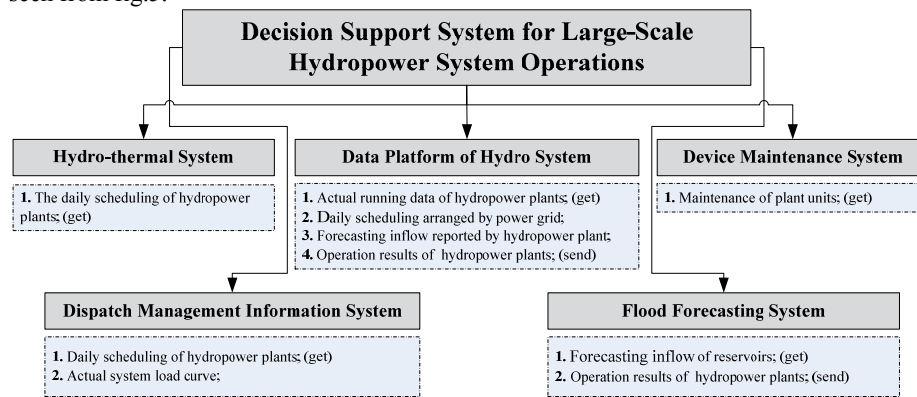 seen from fig.3.
Decision Support System for Large-Scale
Hydropower System Operations
Hydro-thermal System
1. The daily scheduling of hydropower
plants; (get)
Data Platform of Hydro System
1. Actual running data of hydropower plants; (get)
2. Daily scheduling arranged by power grid;
3. Forecasting inflow reported by hydropower plant;
4. Operation results of hydropower plants; (send)
Device Maintenance System
1. Maintenance of plant units; (get)
Dispatch Management Information System
1. Daily scheduling of hydropower plants; (get)
2. Actual system load curve;
Flood Forecasting System
1. Forecasting inflow of reservoirs; (get)
2. Operation results of hydropower plants; (send)